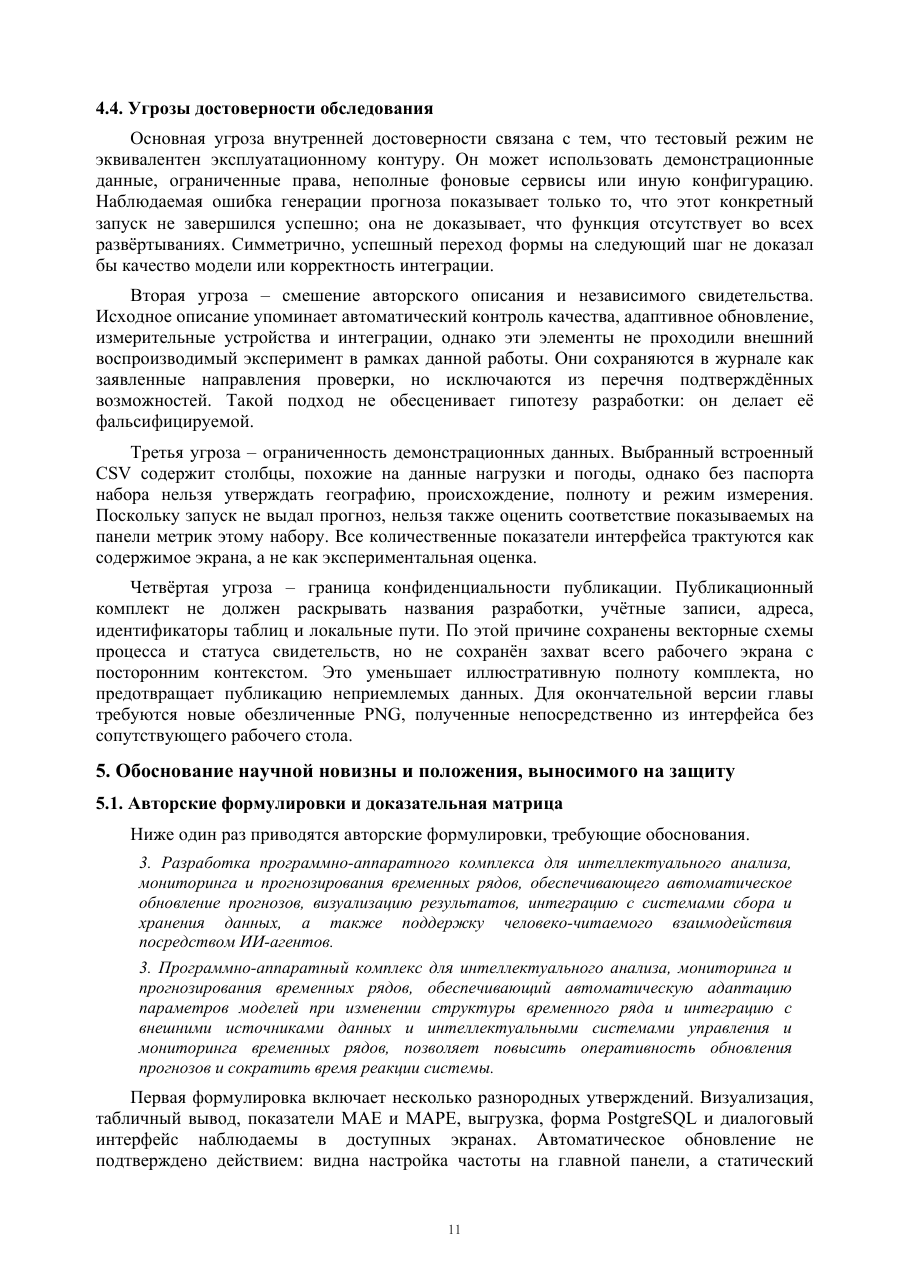 4.4. Угрозы достоверности обследования
Основная угроза внутренней достоверности связана с тем, что тестовый режим не
эквивалентен эксплуатационному контуру. Он может использовать демонстрационные
данные, ограниченные права, неполные фоновые сервисы или иную конфигурацию.
Наблюдаемая ошибка генерации прогноза показывает только то, что этот конкретный
запуск не завершился успешно; она не доказывает, что функция отсутствует во всех
развёртываниях. Симметрично, успешный переход формы на следующий шаг не доказал
бы качество модели или корректность интеграции.
Вторая угроза – смешение авторского описания и независимого свидетельства.
Исходное описание упоминает автоматический контроль качества, адаптивное обновление,
измерительные устройства и интеграции, однако эти элементы не проходили внешний
воспроизводимый эксперимент в рамках данной работы. Они сохраняются в журнале как
заявленные направления проверки, но исключаются из перечня подтверждённых
возможностей. Такой подход не обесценивает гипотезу разработки: он делает её
фальсифицируемой.
Третья угроза – ограниченность демонстрационных данных. Выбранный встроенный
CSV содержит столбцы, похожие на данные нагрузки и погоды, однако без паспорта
набора нельзя утверждать географию, происхождение, полноту и режим измерения.
Поскольку запуск не выдал прогноз, нельзя также оценить соответствие показываемых на
панели метрик этому набору. Все количественные показатели интерфейса трактуются как
содержимое экрана, а не как экспериментальная оценка.
Четвёртая угроза – граница конфиденциальности публикации. Публикационный
комплект не должен раскрывать названия разработки, учётные записи, адреса,
идентификаторы таблиц и локальные пути. По этой причине сохранены векторные схемы
процесса и статуса свидетельств, но не сохранён захват всего рабочего экрана с
посторонним контекстом. Это уменьшает иллюстративную полноту комплекта, но
предотвращает публикацию неприемлемых данных. Для окончательной версии главы
требуются новые обезличенные PNG, полученные непосредственно из интерфейса без
сопутствующего рабочего стола.
5. Обоснование научной новизны и положения, выносимого на защиту
5.1. Авторские формулировки и доказательная матрица
Ниже один раз приводятся авторские формулировки, требующие обоснования.
3. Разработка программно-аппаратного комплекса для интеллектуального анализа,
мониторинга и прогнозирования временных рядов, обеспечивающего автоматическое
обновление прогнозов, визуализацию результатов, интеграцию с системами сбора и
хранения данных, а также поддержку человеко-читаемого взаимодействия
посредством ИИ-агентов.
3. Программно-аппаратный комплекс для интеллектуального анализа, мониторинга и
прогнозирования временных рядов, обеспечивающий автоматическую адаптацию
параметров моделей при изменении структуры временного ряда и интеграцию с
внешними источниками данных и интеллектуальными системами управления и
мониторинга временных рядов, позволяет повысить оперативность обновления
прогнозов и сократить время реакции системы.
Первая формулировка включает несколько разнородных утверждений. Визуализация,
табличный вывод, показатели MAE и MAPE, выгрузка, форма PostgreSQL и диалоговый
интерфейс наблюдаемы в доступных экранах. Автоматическое обновление не
подтверждено действием: видна настройка частоты на главной панели, а статический
11